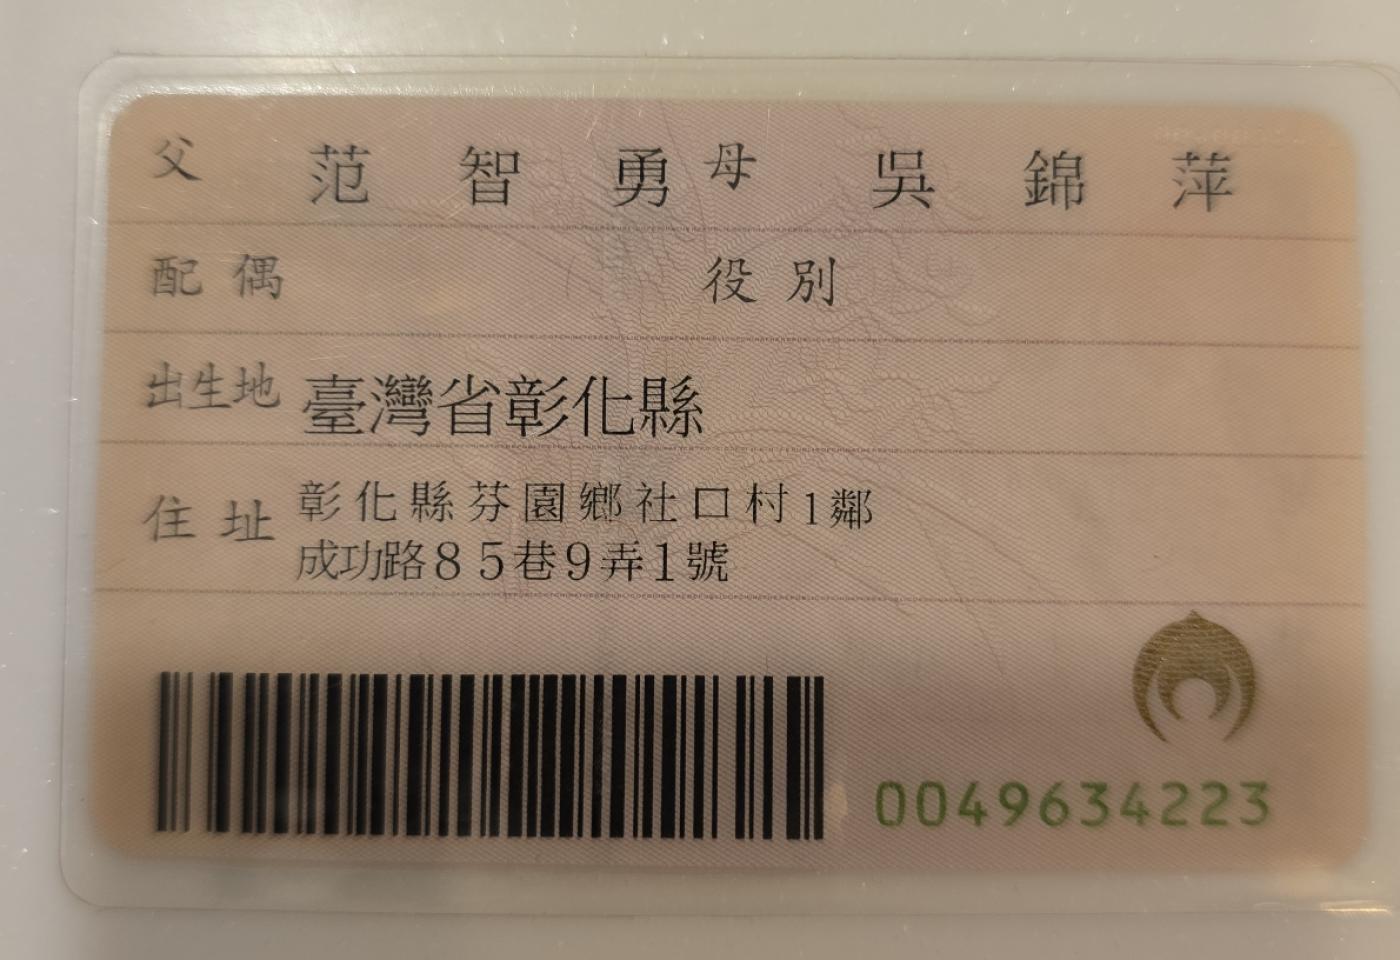 父 范智勇 母 吳錦萍
配偶 役別
出生地 臺灣省彰化縣
住址 彰化縣芬園鄉社口村1鄰
成功路85巷9弄1號
0049634223